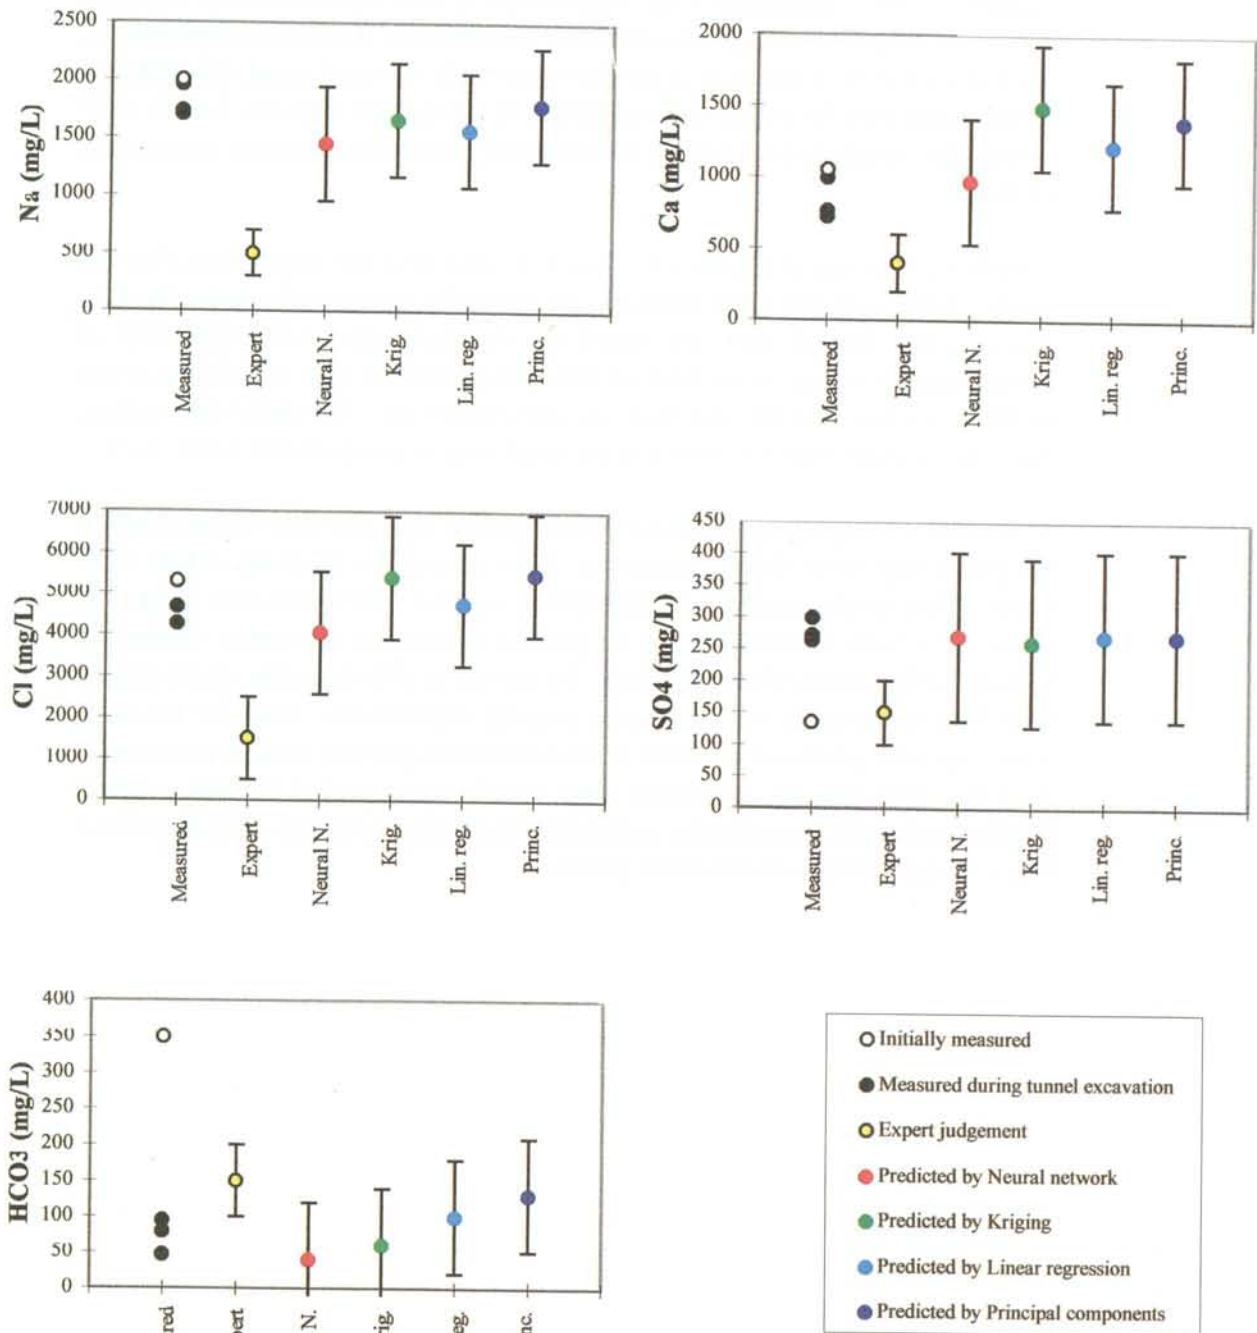 2500
2000
1500
1000
500
0
Na (mg/L)
Measured
Expert
Neural N.
Krig.
Lin. reg.
Princ.
2000
1500
1000
500
0
Ca (mg/L)
Measured
Expert
Neural N.
Krig.
Lin. reg.
Princ.
7000
6000
5000
4000
3000
2000
1000
0
Cl (mg/L)
Measured
Expert
Neural N.
Krig.
Lin. reg.
Princ.
450
400
350
300
250
200
150
100
50
0
SO4 (mg/L)
Measured
Expert
Neural N.
Krig.
Lin. reg.
Princ.
400
350
300
250
200
150
100
50
0
HCO3 (mg/L)
red
pert
N.
rig.
eg.
nc.
Initially measured
Measured during tunnel excavation
Expert judgement
Predicted by Neural network
Predicted by Kriging
Predicted by Linear regression
Predicted by Principal components